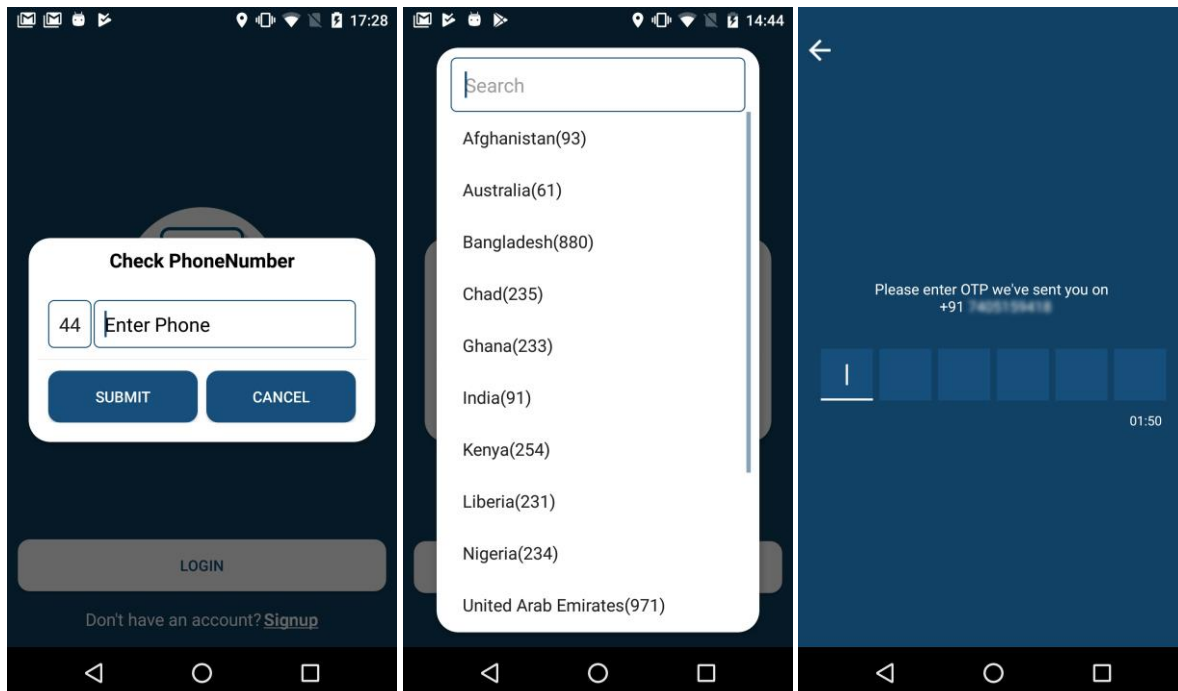 17:28
Check PhoneNumber
44
Enter Phone
SUBMIT
CANCEL
LOGIN
Don't have an account? Signup
14:44
Search
Afghanistan(93)
Australia(61)
Bangladesh(880)
Chad(235)
Ghana(233)
India(91)
Kenya(254)
Liberia(231)
Nigeria(234)
United Arab Emirates(971)
Please enter OTP we've sent you on
+91
01:50